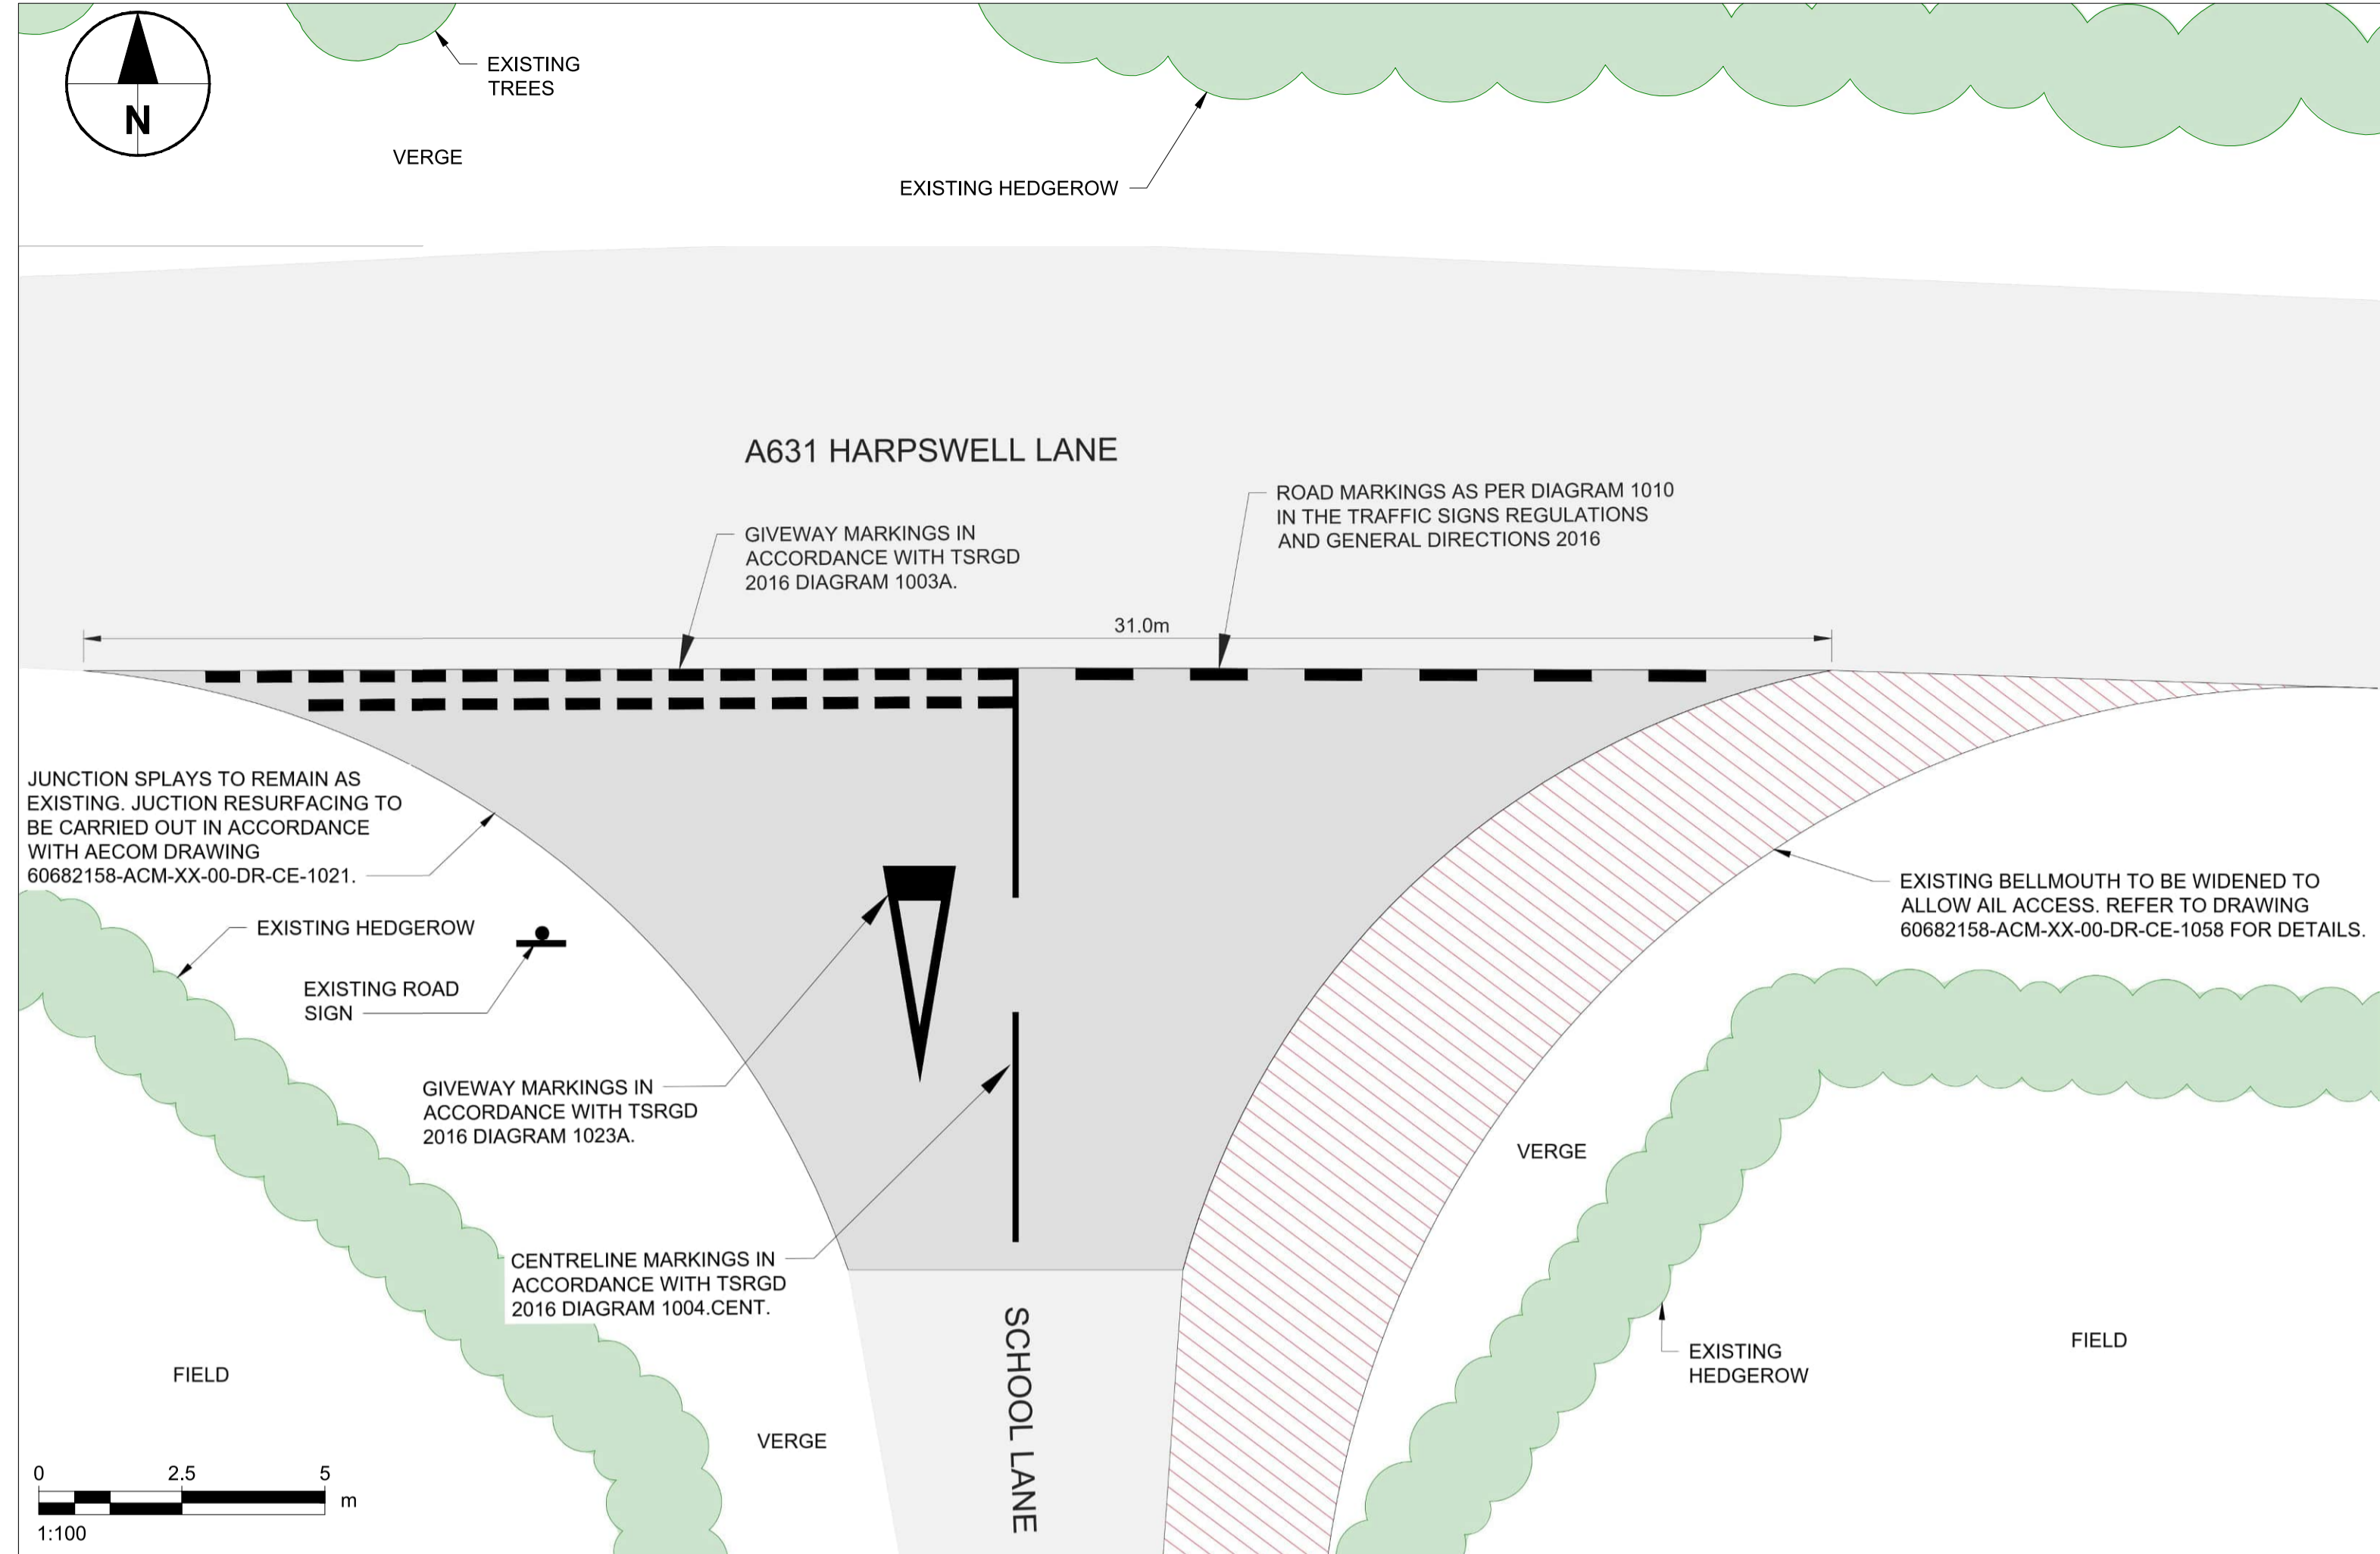 N
EXISTING
TREES
VERGE
EXISTING HEDGEROW
A631 HARPSWELL LANE
ROAD MARKINGS AS PER DIAGRAM 1010
IN THE TRAFFIC SIGNS REGULATIONS
AND GENERAL DIRECTIONS 2016
GIVEWAY MARKINGS IN
ACCORDANCE WITH TSRGD
2016 DIAGRAM 1003A.
31.0m
JUNCTION SPLAYS TO REMAIN AS
EXISTING. JUCTION RESURFACING TO
BE CARRIED OUT IN ACCORDANCE
WITH AECOM DRAWING
60682158-ACM-XX-00-DR-CE-1021.
EXISTING BELLMOUTH TO BE WIDENED TO
ALLOW AIL ACCESS. REFER TO DRAWING
60682158-ACM-XX-00-DR-CE-1058 FOR DETAILS.
EXISTING HEDGEROW
EXISTING ROAD
SIGN
GIVEWAY MARKINGS IN
ACCORDANCE WITH TSRGD
2016 DIAGRAM 1023A.
VERGE
CENTRELINE MARKINGS IN
ACCORDANCE WITH TSRGD
2016 DIAGRAM 1004.CENT.
SCHOOL LANE
EXISTING
HEDGEROW
FIELD
FIELD
VERGE
0 2.5 5
m
1:100